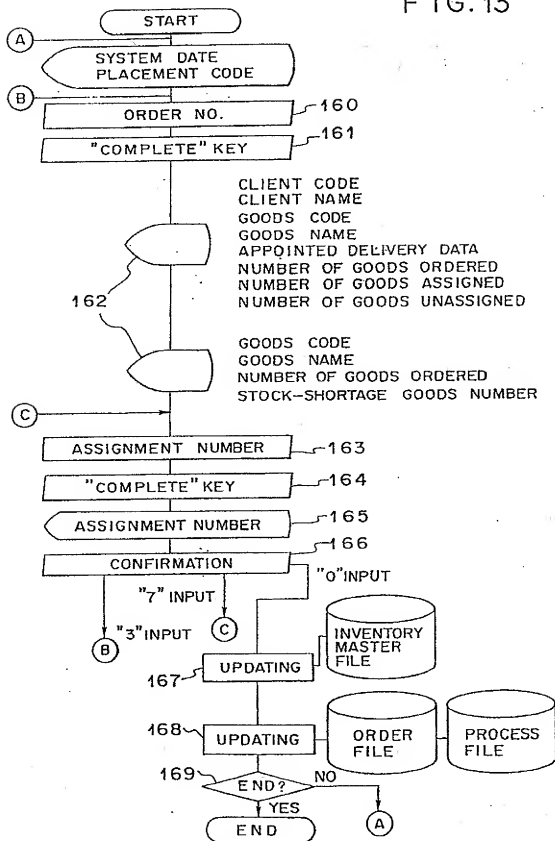 FIG.13
START
A
SYSTEM DATE
PLACEMENT CODE
B
ORDER NO.
160
"COMPLETE" KEY
161
CLIENT CODE
CLIENT NAME
GOODS CODE
GOODS NAME
APPOINTED DELIVERY DATA
NUMBER OF GOODS ORDERED
NUMBER OF GOODS ASSIGNED
NUMBER OF GOODS UNASSIGNED
162
GOODS CODE
GOODS NAME
NUMBER OF GOODS ORDERED
STOCK-SHORTAGE GOODS NUMBER
C
ASSIGNMENT NUMBER
163
"COMPLETE" KEY
164
ASSIGNMENT NUMBER
165
CONFIRMATION
166
"0" INPUT
"7" INPUT
"3" INPUT
B
C
167
UPDATING
INVENTORY
MASTER
FILE
168
UPDATING
ORDER
FILE
PROCESS
FILE
169
END?
NO
YES
A
END